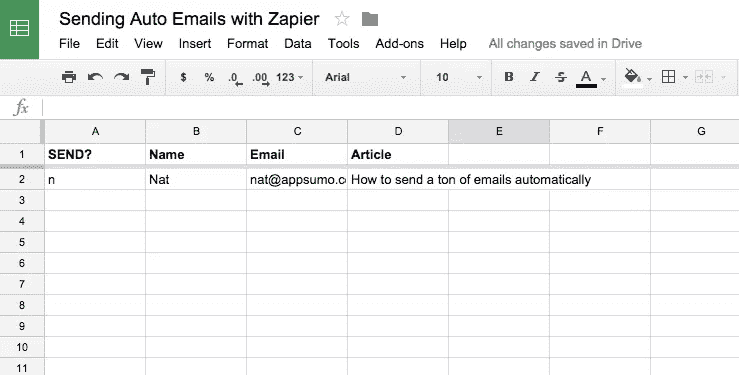 Sending Auto Emails with Zapier
File Edit View Insert Format Data Tools Add-ons Help All changes saved in Drive
$ % .0 .00 123 Arial 10 B I S A
fx
A B C D E F G
1 SEND? Name Email Article
2 n Nat nat@appsumo.c How to send a ton of emails automatically
3
4
5
6
7
8
9
10
11